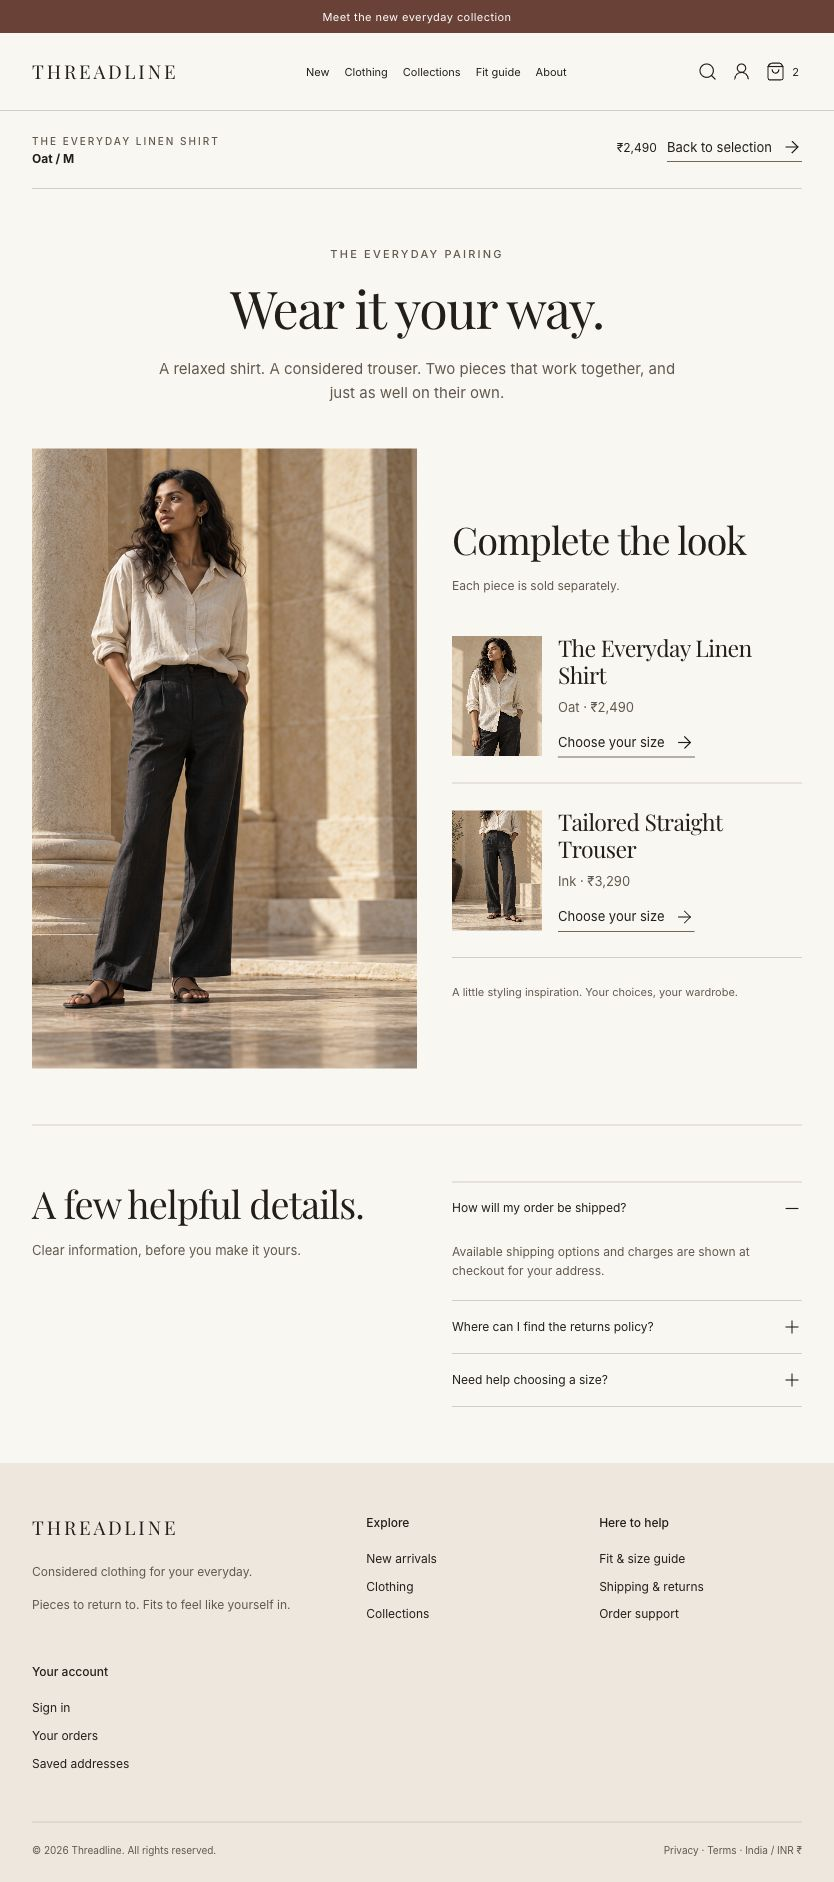 Meet the new everyday collection
THREADLINE
New Clothing Collections Fit guide About
2
THE EVERYDAY LINEN SHIRT
Oat / M
₹2,490 Back to selection
THE EVERYDAY PAIRING
Wear it your way.
A relaxed shirt. A considered trouser. Two pieces that work together, and
just as well on their own.
Complete the look
Each piece is sold separately.
The Everyday Linen
Shirt
Oat · ₹2,490
Choose your size
Tailored Straight
Trouser
Ink · ₹3,290
Choose your size
A little styling inspiration. Your choices, your wardrobe.
A few helpful details.
Clear information, before you make it yours.
How will my order be shipped?
Available shipping options and charges are shown at
checkout for your address.
Where can I find the returns policy?
Need help choosing a size?
THREADLINE
Considered clothing for your everyday.
Pieces to return to. Fits to feel like yourself in.
Explore
New arrivals
Clothing
Collections
Here to help
Fit & size guide
Shipping & returns
Order support
Your account
Sign in
Your orders
Saved addresses
© 2026 Threadline. All rights reserved.
Privacy · Terms · India / INR ₹